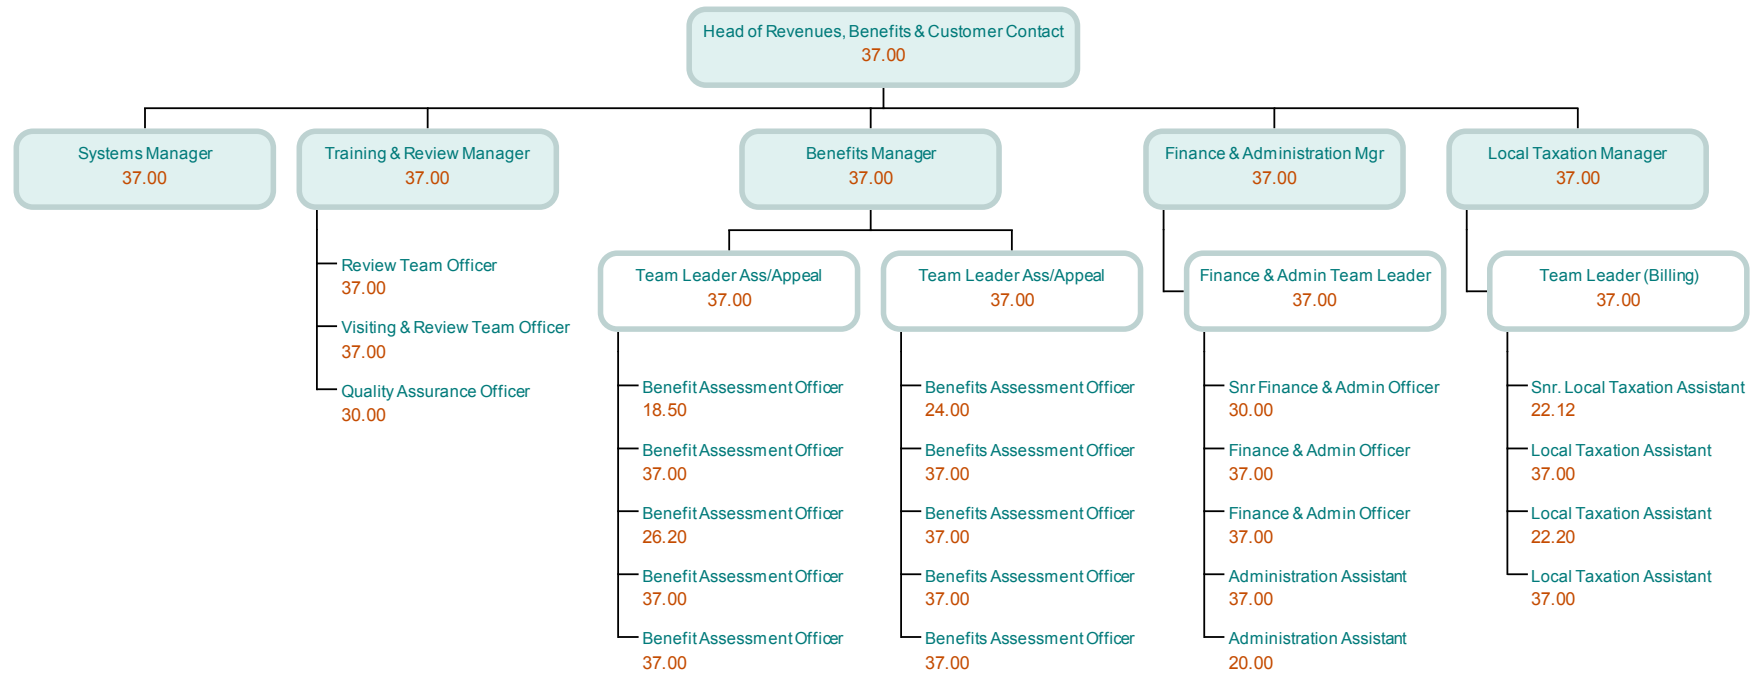 Head of Revenues, Benefits & Customer Contact
37.00
Systems Manager
37.00
Training & Review Manager
37.00
Benefits Manager
37.00
Finance & Administration Mgr
37.00
Local Taxation Manager
37.00
Review Team Officer
37.00
Visiting & Review Team Officer
37.00
Quality Assurance Officer
30.00
Team Leader Ass/Appeal
37.00
Benefit Assessment Officer
18.50
Benefit Assessment Officer
37.00
Benefit Assessment Officer
26.20
Benefit Assessment Officer
37.00
Benefit Assessment Officer
37.00
Team Leader Ass/Appeal
37.00
Benefits Assessment Officer
24.00
Benefits Assessment Officer
37.00
Benefits Assessment Officer
37.00
Benefits Assessment Officer
37.00
Benefits Assessment Officer
37.00
Finance & Admin Team Leader
37.00
Snr Finance & Admin Officer
30.00
Finance & Admin Officer
37.00
Finance & Admin Officer
37.00
Administration Assistant
37.00
Administration Assistant
20.00
Team Leader (Billing)
37.00
Snr. Local Taxation Assistant
22.12
Local Taxation Assistant
37.00
Local Taxation Assistant
22.20
Local Taxation Assistant
37.00